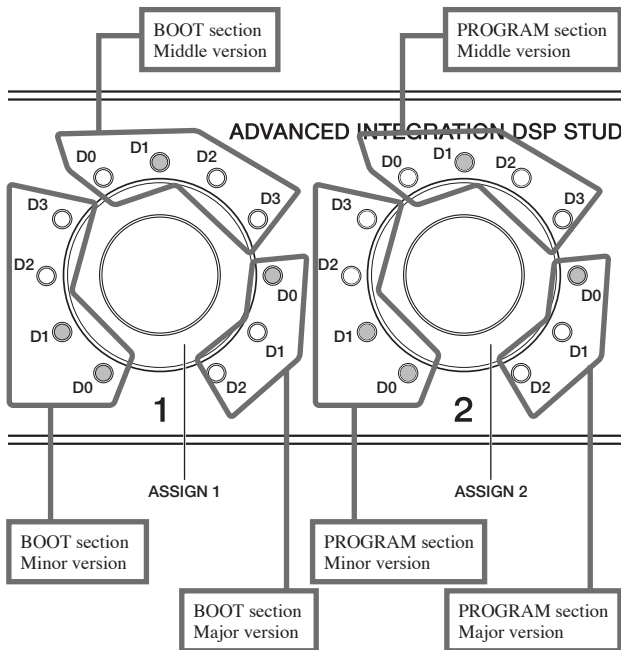 BOOT section
Middle version
PROGRAM section
Middle version
ADVANCED INTEGRATION DSP STUD
D0
D1
D2
D3
D3
D2
D1
D0
D0
D1
D2
1
D0
D1
D2
D3
D3
D2
D1
D0
D0
D1
D2
2
ASSIGN 1
ASSIGN 2
BOOT section
Minor version
PROGRAM section
Minor version
BOOT section
Major version
PROGRAM section
Major version